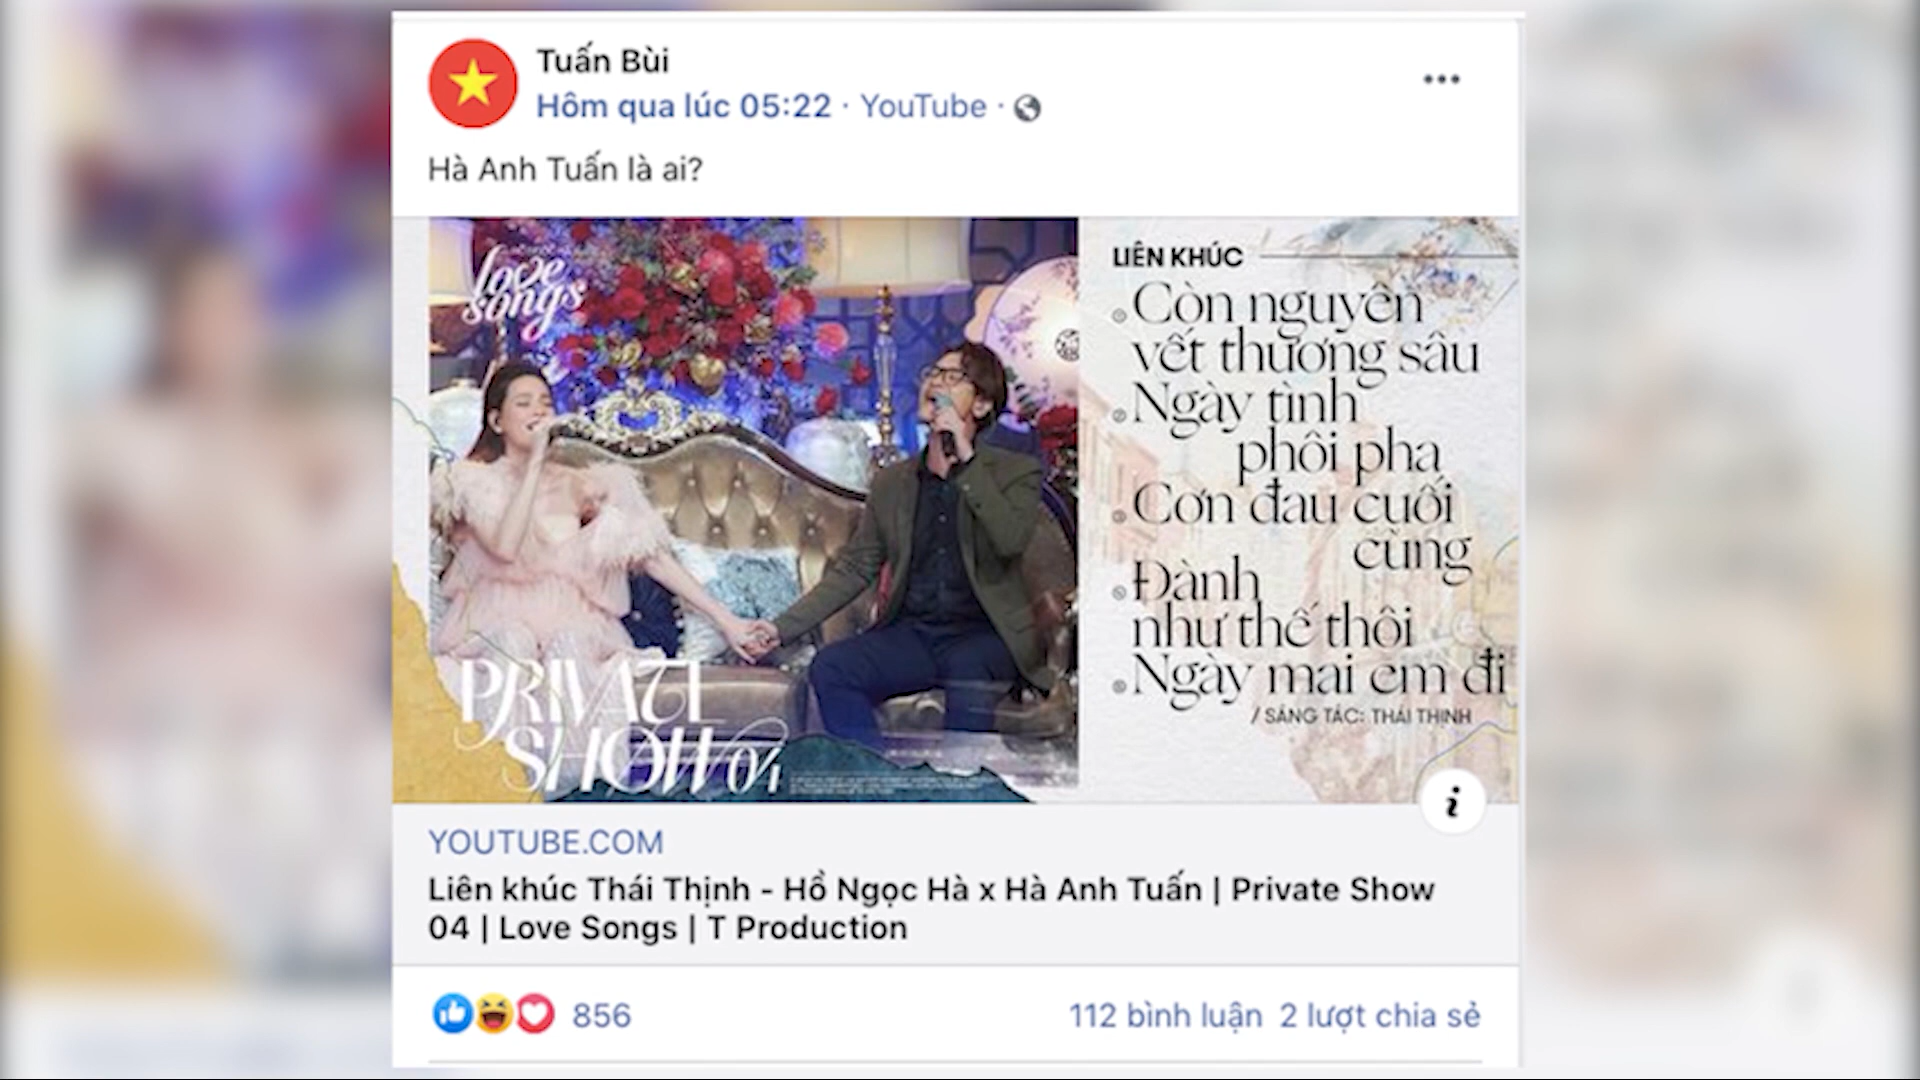 Tuấn Bùi
Hôm qua lúc 05:22 · YouTube ·
Hà Anh Tuấn là ai?
love
songs
PRIVATE
SHOW 04
LIÊN KHÚC
Còn nguyên
vết thương sâu
Ngày tình
phôi pha
Cơn đau cuối
cùng
Đành
như thế thôi
Ngày mai em đi
/ SÁNG TÁC: THÁI THỊNH
i
YOUTUBE.COM
Liên khúc Thái Thịnh - Hồ Ngọc Hà x Hà Anh Tuấn | Private Show
04 | Love Songs | T Production
856
112 bình luận 2 lượt chia sẻ